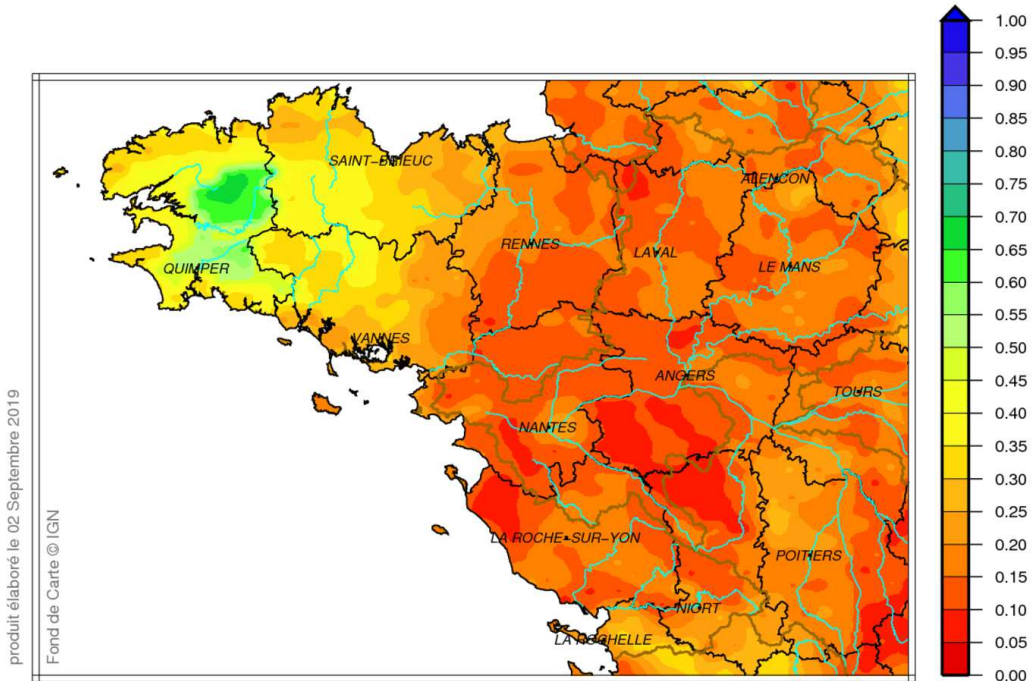 SAINT-BRIEUC
ALENCON
RENNES
LAVAL
LE MANS
QUIMPER
VANNES
ANGERS
TOURS
NANTES
LA ROCHE-SUR-YON
POITIERS
NIORT
LA ROCHELLE
1.00
0.95
0.90
0.85
0.80
0.75
0.70
0.65
0.60
0.55
0.50
0.45
0.40
0.35
0.30
0.25
0.20
0.15
0.10
0.05
0.00
produit élaboré le 02 Septembre 2019
Fond de Carte © IGN